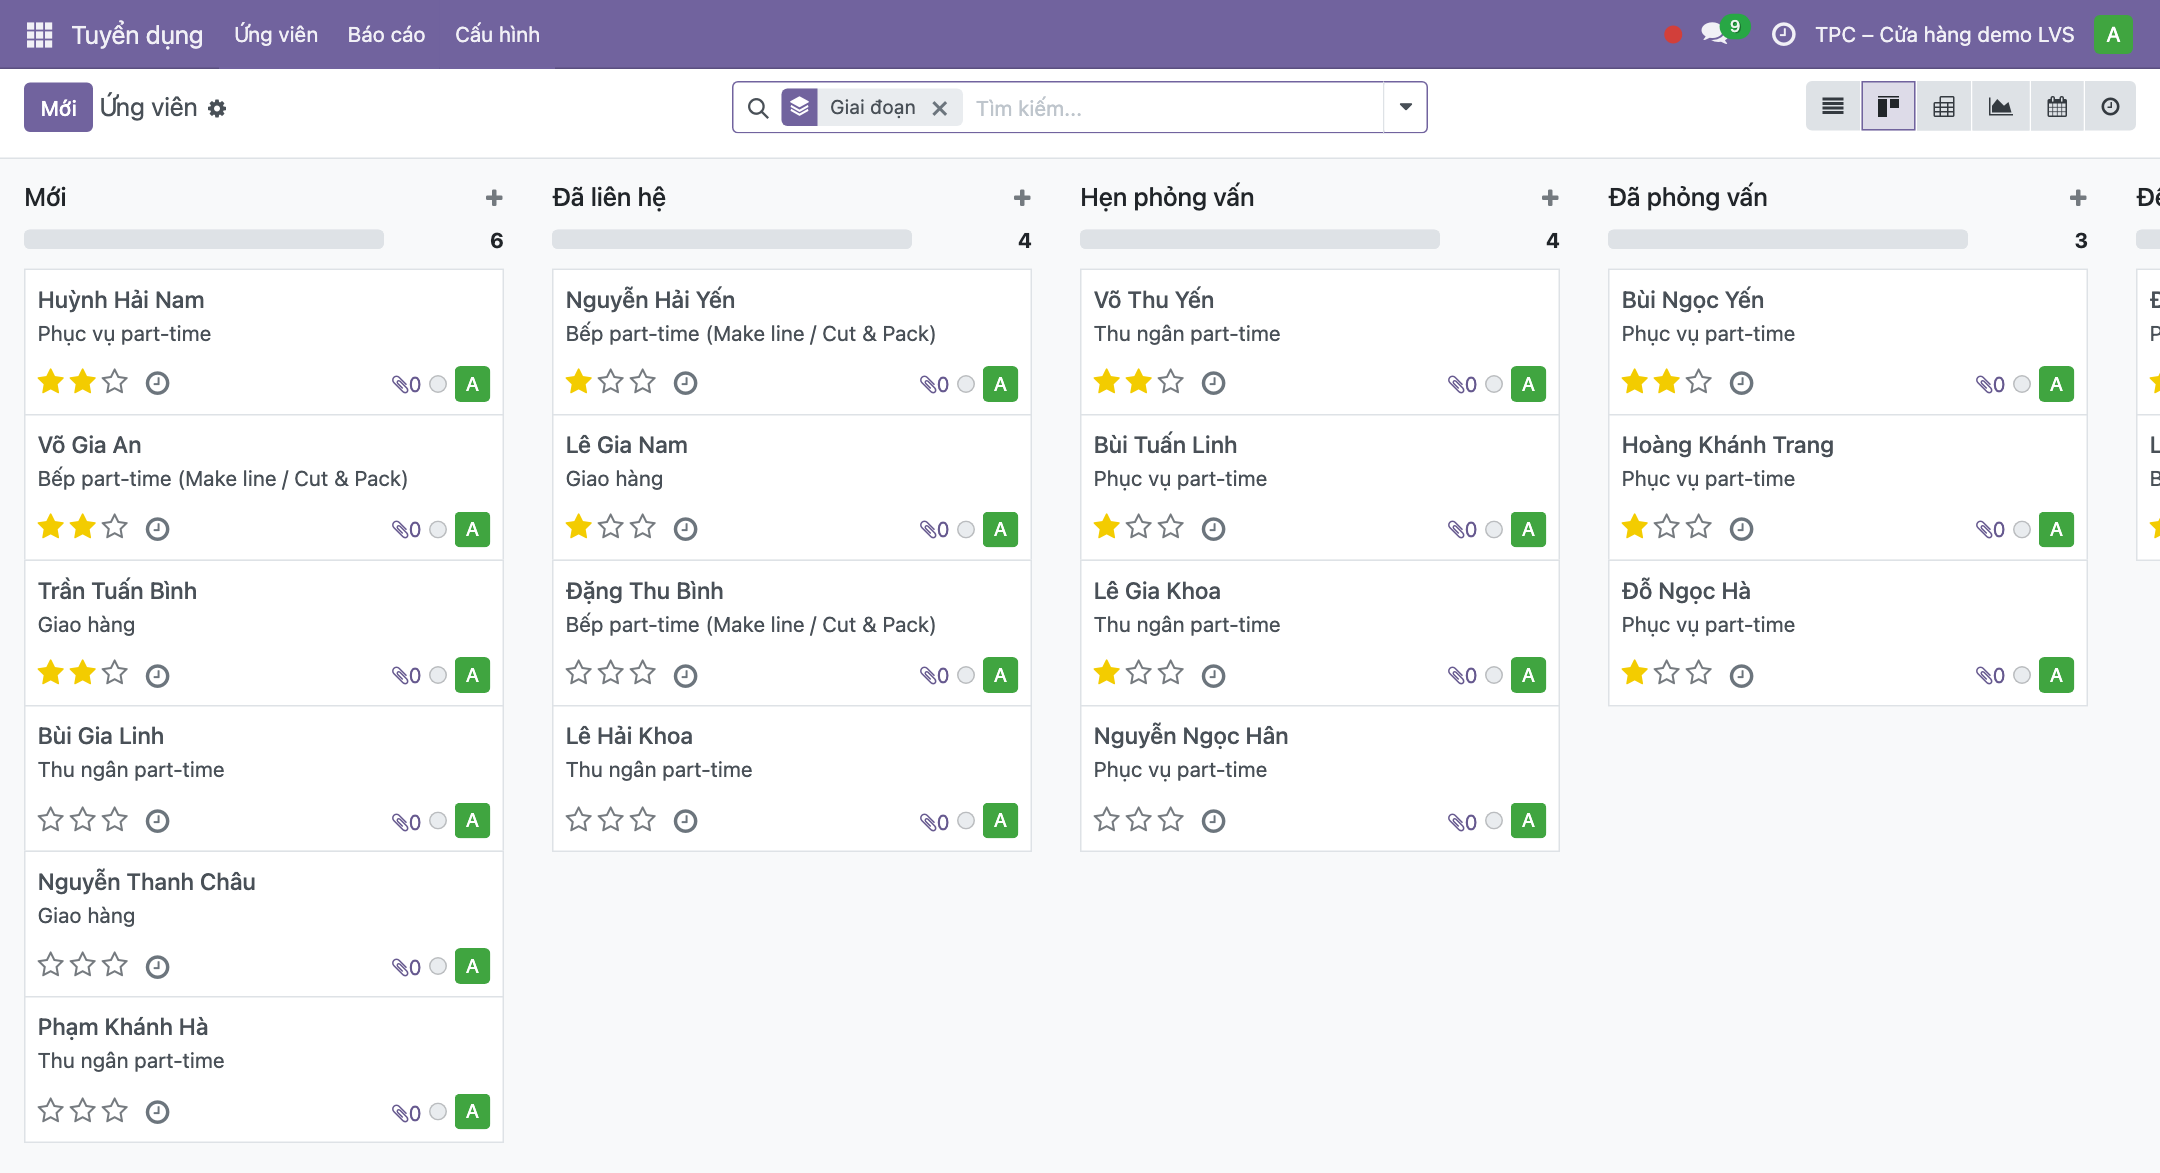 Tuyển dụng Ứng viên Báo cáo Cấu hình 9 TPC – Cửa hàng demo LVS A
Mới Ứng viên Giai đoạn Tìm kiếm...
Mới
6
Huỳnh Hải Nam
Phục vụ part-time
0 A
Võ Gia An
Bếp part-time (Make line / Cut & Pack)
0 A
Trần Tuấn Bình
Giao hàng
0 A
Bùi Gia Linh
Thu ngân part-time
0 A
Nguyễn Thanh Châu
Giao hàng
0 A
Phạm Khánh Hà
Thu ngân part-time
0 A
Đã liên hệ
4
Nguyễn Hải Yến
Bếp part-time (Make line / Cut & Pack)
0 A
Lê Gia Nam
Giao hàng
0 A
Đặng Thu Bình
Bếp part-time (Make line / Cut & Pack)
0 A
Lê Hải Khoa
Thu ngân part-time
0 A
Hẹn phỏng vấn
4
Võ Thu Yến
Thu ngân part-time
0 A
Bùi Tuấn Linh
Phục vụ part-time
0 A
Lê Gia Khoa
Thu ngân part-time
0 A
Nguyễn Ngọc Hân
Phục vụ part-time
0 A
Đã phỏng vấn
3
Bùi Ngọc Yến
Phục vụ part-time
0 A
Hoàng Khánh Trang
Phục vụ part-time
0 A
Đỗ Ngọc Hà
Phục vụ part-time
0 A